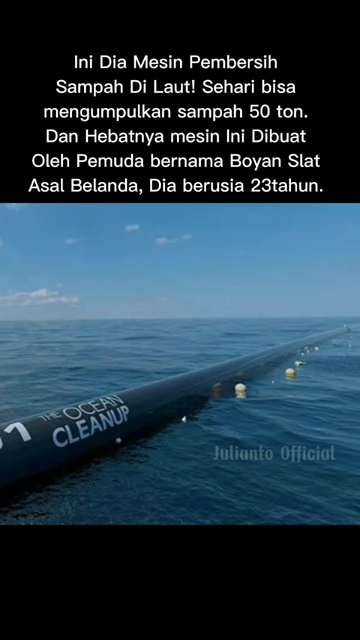 Ini Dia Mesin Pembersih
Sampah Di Laut! Sehari bisa
mengumpulkan sampah 50 ton.
Dan Hebatnya mesin Ini Dibuat
Oleh Pemuda bernama Boyan Slat
Asal Belanda, Dia berusia 23tahun.
01
THE OCEAN
CLEANUP
Julianto Official